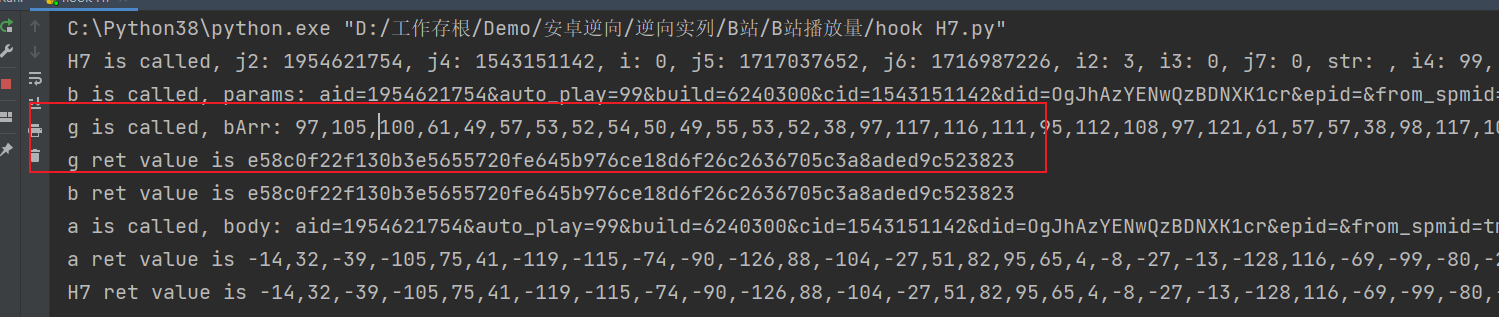 C:\Python38\python.exe "D:/工作存根/Demo/安卓逆向/逆向实列/B站/B站播放量/hook H7.py"
H7 is called, j2: 1954621754, j4: 1543151142, i: 0, j5: 1717037652, j6: 1716987226, i2: 3, i3: 0, j7: 0, str: , i4: 99,
b is called, params: aid=1954621754&auto_play=99&build=6240300&cid=1543151142&did=OgJhAzYENwQzBDNXK1cr&epid=&from_spmid=
g is called, bArr: 97,105,100,61,49,57,53,52,54,50,49,55,53,52,38,97,117,116,111,95,112,108,97,121,61,57,57,38,98,117,10
g ret value is e58c0f22f130b3e5655720fe645b976ce18d6f26c2636705c3a8aded9c523823
b ret value is e58c0f22f130b3e5655720fe645b976ce18d6f26c2636705c3a8aded9c523823
a is called, body: aid=1954621754&auto_play=99&build=6240300&cid=1543151142&did=OgJhAzYENwQzBDNXK1cr&epid=&from_spmid=t
a ret value is -14,32,-39,-105,75,41,-119,-115,-74,-90,-126,88,-104,-27,51,82,95,65,4,-8,-27,-13,-128,116,-69,-99,-80,-2
H7 ret value is -14,32,-39,-105,75,41,-119,-115,-74,-90,-126,88,-104,-27,51,82,95,65,4,-8,-27,-13,-128,116,-69,-99,-80,-